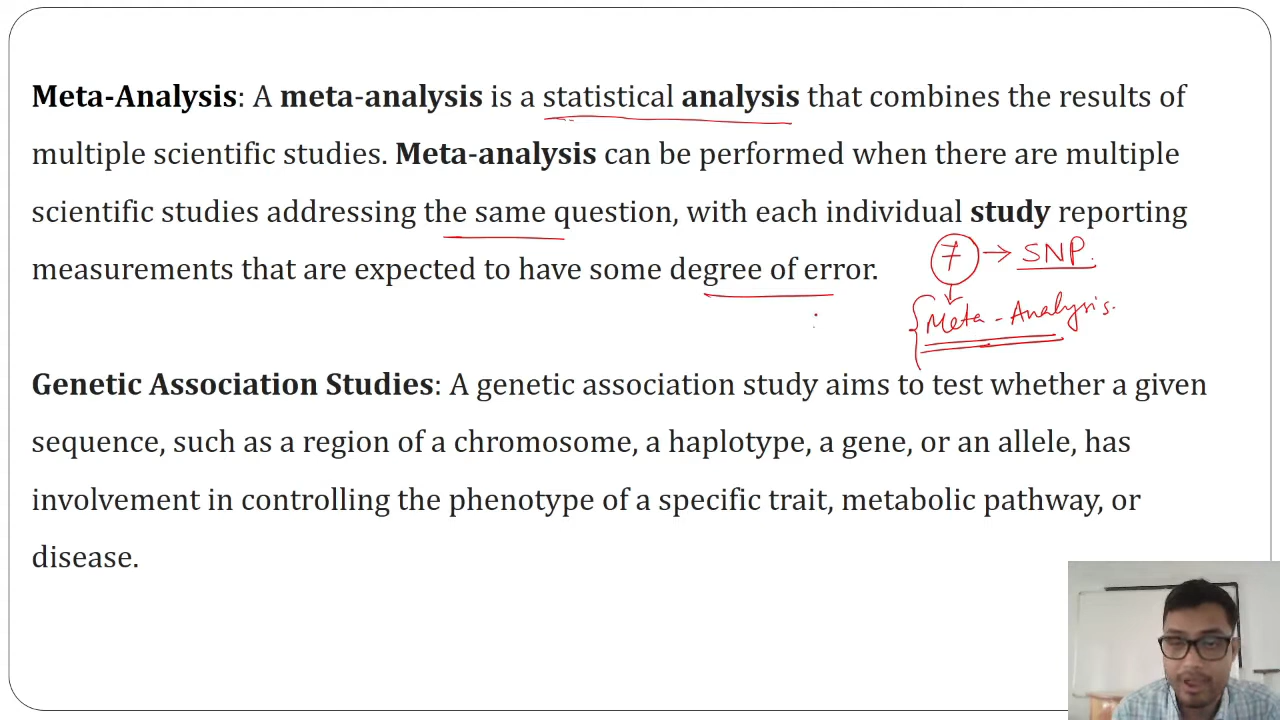 Meta-Analysis: A meta-analysis is a statistical analysis that combines the results of
multiple scientific studies. Meta-analysis can be performed when there are multiple
scientific studies addressing the same question, with each individual study reporting
measurements that are expected to have some degree of error.
7 → SNP.
Meta - Analysis.
Genetic Association Studies: A genetic association study aims to test whether a given
sequence, such as a region of a chromosome, a haplotype, a gene, or an allele, has
involvement in controlling the phenotype of a specific trait, metabolic pathway, or
disease.